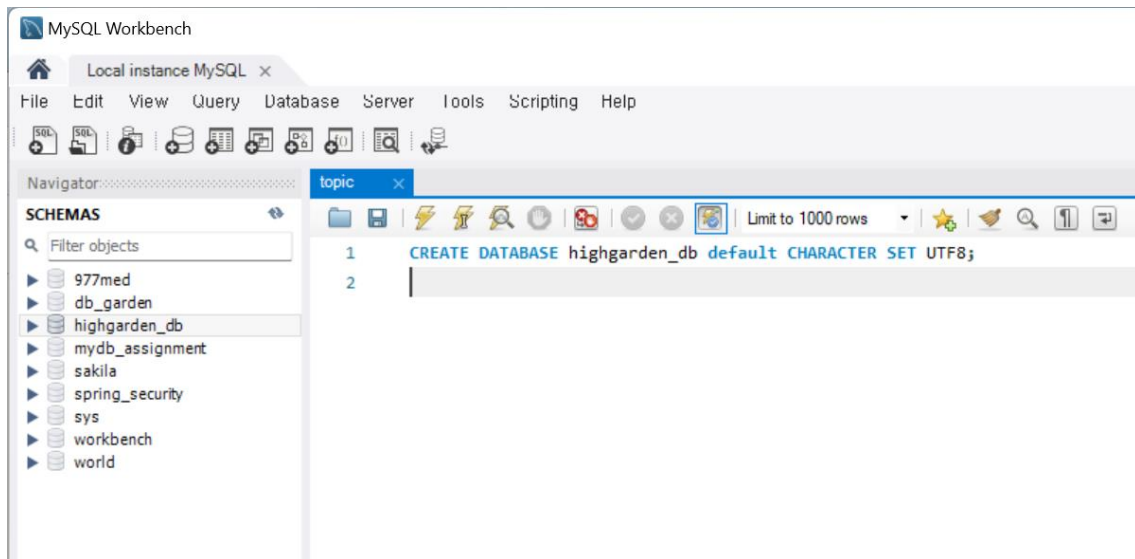 MySQL Workbench
Local instance MySQL
File Edit View Query Database Server Tools Scripting Help
Navigator
topic
SCHEMAS
Limit to 1000 rows
Filter objects
1 CREATE DATABASE highgarden_db default CHARACTER SET UTF8;
2
977med
db_garden
highgarden_db
mydb_assignment
sakila
spring_security
sys
workbench
world